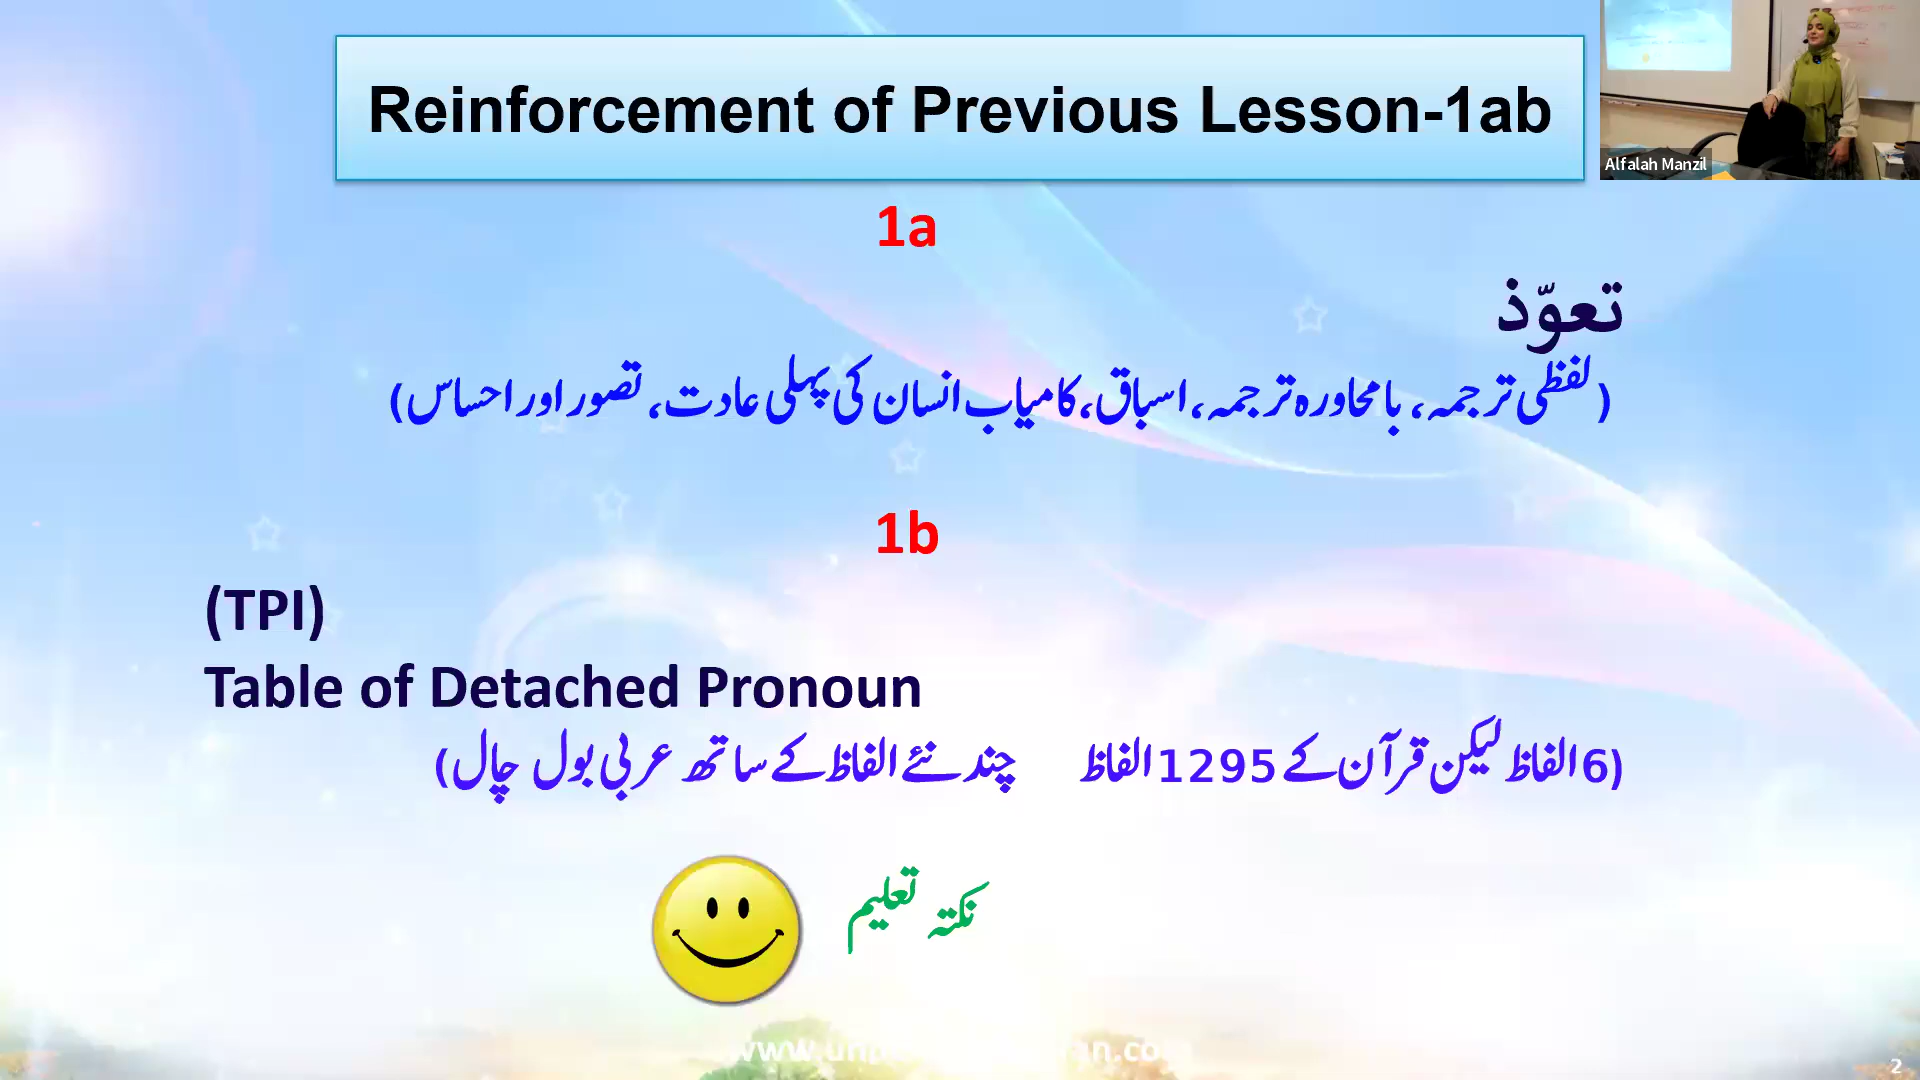 Reinforcement of Previous Lesson-1ab
Alfalah Manzil
1a
تعوّذ
(لفظی ترجمہ، بامحاورہ ترجمہ، اسباق، کامیاب انسان کی پہلی عادت، تصور اور احساس)
1b
(TPI)
Table of Detached Pronoun
(6 الفاظ لیکن قرآن کے 1295 الفاظ چند نئے الفاظ کے ساتھ عربی بول چال)
نکتہ تعلیم
2